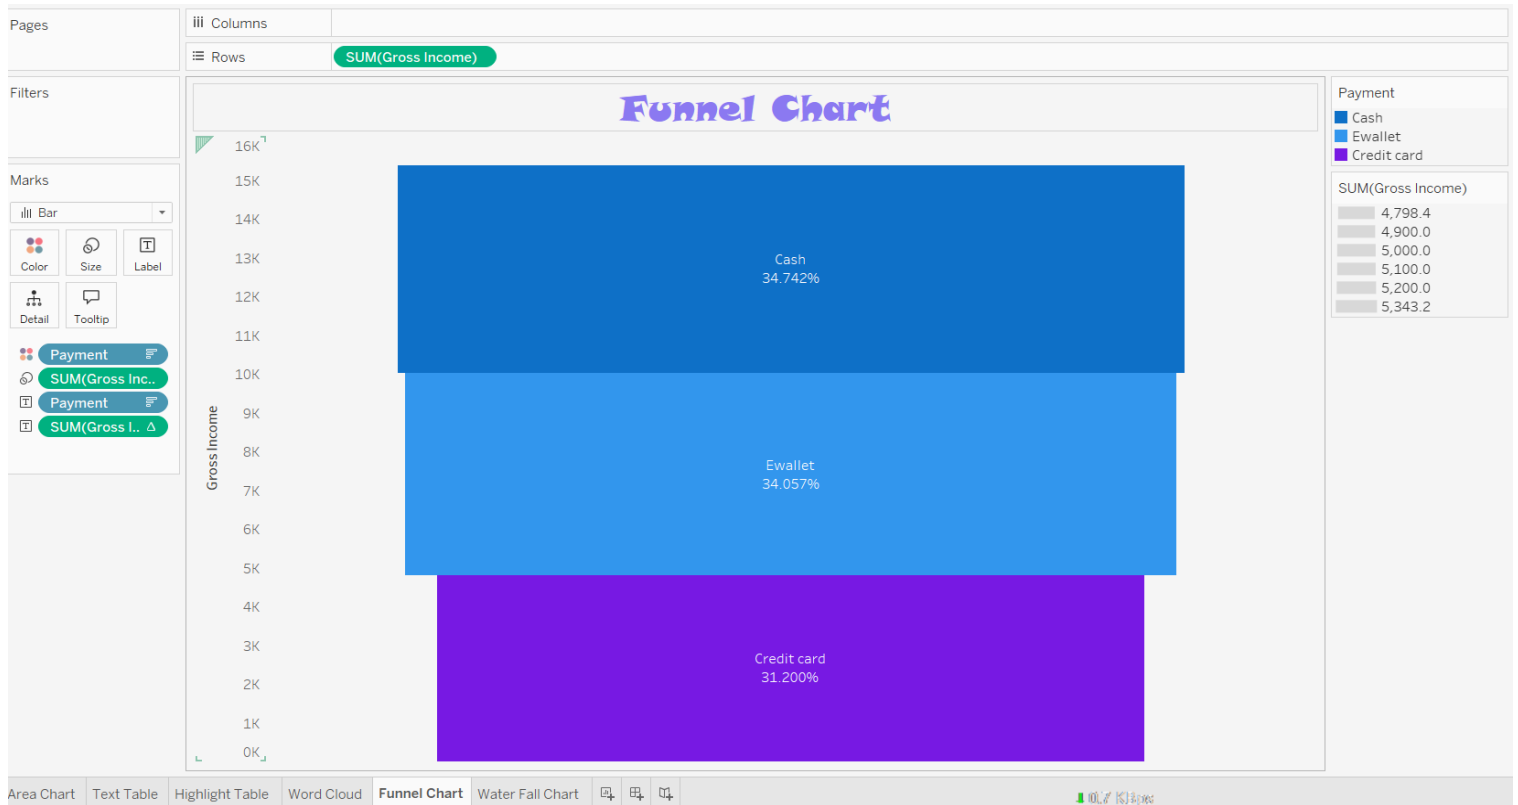 Pages
Columns
Rows
SUM(Gross Income)
Filters
Marks
Bar
Color
Size
Label
Detail
Tooltip
Payment
SUM(Gross Inc..
Payment
SUM(Gross I.. Δ
Funnel Chart
16K
15K
14K
13K
12K
11K
10K
9K
8K
7K
6K
5K
4K
3K
2K
1K
0K
Gross Income
Cash
34.742%
Ewallet
34.057%
Credit card
31.200%
Payment
Cash
Ewallet
Credit card
SUM(Gross Income)
4,798.4
4,900.0
5,000.0
5,100.0
5,200.0
5,343.2
Area Chart Text Table Highlight Table Word Cloud Funnel Chart Water Fall Chart